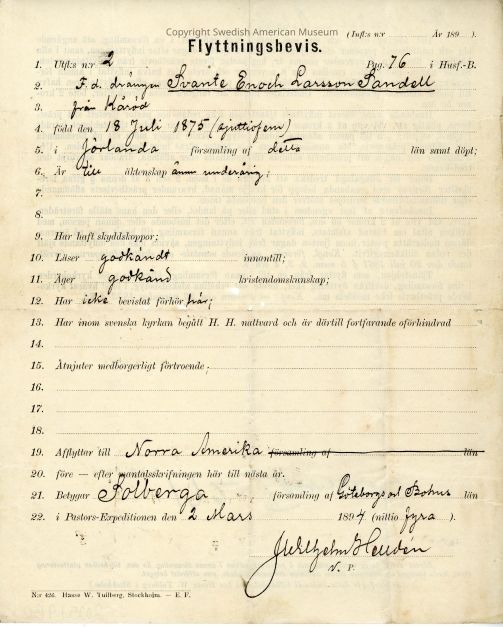 Copyright Swedish American Museum
(Infls. n:r År 189 ).
Flyttningsbevis.
1. Utfls. n:r 2 Pag. 76 i Husf.-B.
2. F. d. drängen Svante Enoch Larsson Sandell
3. från Kåröd
4. född den 18 Juli 1875 (sjuttiofem)
5. i Jörlanda församling af detta län samt döpt;
6. Är till äktenskap ännu underårig;
7.
8.
9. Har haft skyddskoppor;
10. Läser godkändt innantill;
11. Äger godkänd kristendomskunskap;
12. Har icke bevistat förhör här;
13. Har inom svenska kyrkan begått H. H. nattvard och är därtill fortfarande oförhindrad
14.
15. Åtnjuter medborgerligt förtroende;
16.
17.
18.
19. Afflyttar till Norra Amerika församling af län
20. före — efter mantalsskrifningen här till nästa år.
21. Betygar Solberga församling af Göteborgs och Bohus län
22. i Pastors-Expeditionen den 2 Mars 1894 (nittio fyra ).
V. P.
N:r 426. Hasse W. Tullberg, Stockholm. — E. F.